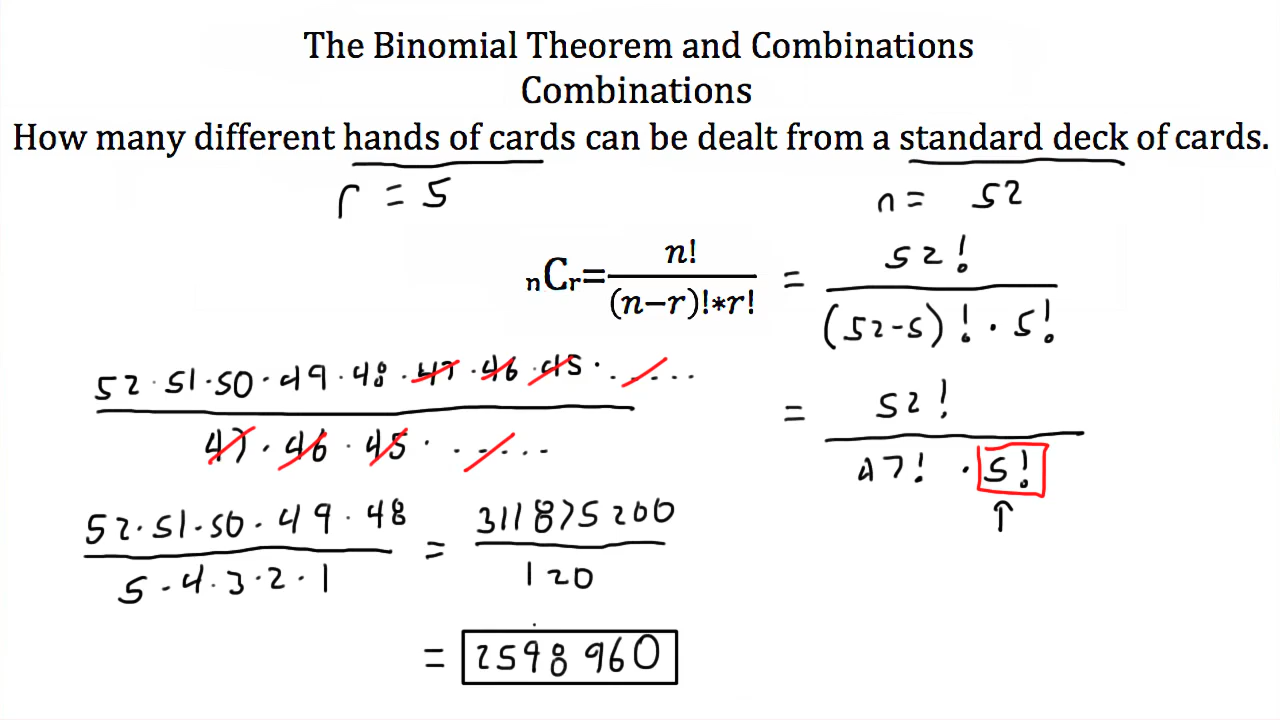 The Binomial Theorem and Combinations
Combinations
How many different hands of cards can be dealt from a standard deck of cards.
r = 5
n = 52
nCr= n! / (n−r)!*r! = 52! / (52-5)! · 5!
52 · 51 · 50 · 49 · 48 · 47 · 46 · 45 · . . . . .
47 · 46 · 45 · . . . . .
= 52! / 47! · 5!
↑
52 · 51 · 50 · 49 · 48 / 5 · 4 · 3 · 2 · 1 = 311875200 / 120
= 2598960